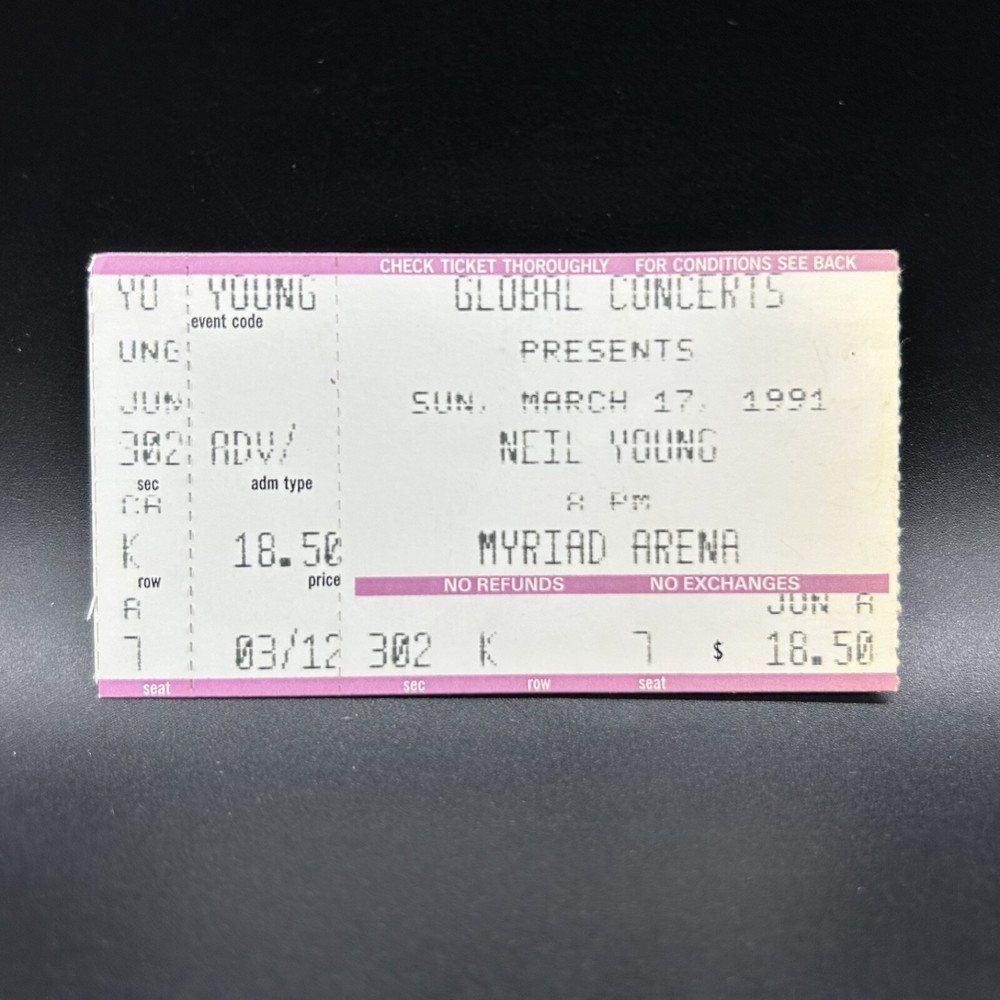 CHECK TICKET THOROUGHLY FOR CONDITIONS SEE BACK
YO YOUNG GLOBAL CONCERTS
event code
UNG PRESENTS
JUN SUN, MARCH 17, 1991
302 ADV/ NEIL YOUNG
sec adm type
CA 8 PM
K 18.50 MYRIAD ARENA
row price NO REFUNDS NO EXCHANGES
A JUN A
7 03/12 302 K 7 $ 18.50
seat sec row seat